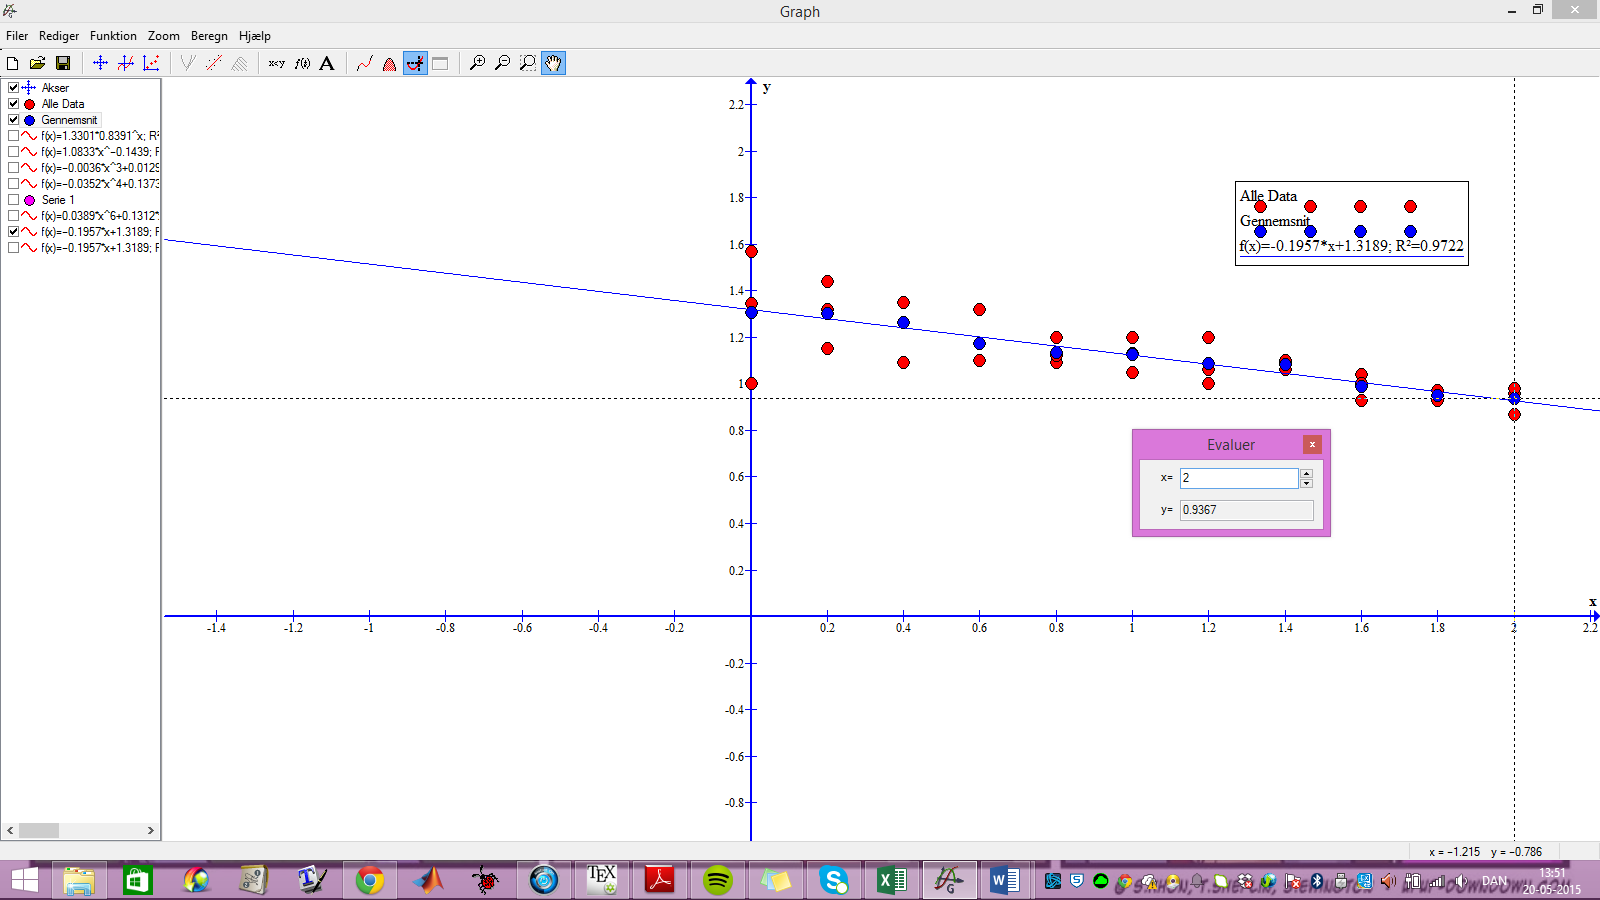 Graph
Filer Rediger Funktion Zoom Beregn Hjælp
Akser
Alle Data
Gennemsnit
f(x)=1.3301*0.8391^x; R²
f(x)=1.0833*x^-0.1439; F
f(x)=-0.0036*x^3+0.0129
f(x)=-0.0352*x^4+0.1373
Serie 1
f(x)=0.0389*x^6+0.1312*
f(x)=-0.1957*x+1.3189; F
f(x)=-0.1957*x+1.3189; F
y
2.2
2
1.8
1.6
1.4
1.2
1
0.8
0.6
0.4
0.2
-0.2
-0.4
-0.6
-0.8
x
-1.4 -1.2 -1 -0.8 -0.6 -0.4 -0.2 0.2 0.4 0.6 0.8 1 1.2 1.4 1.6 1.8 2 2.2
Alle Data
Gennemsnit
f(x)=-0.1957*x+1.3189; R²=0.9722
Evaluer
x= 2
y= 0.9367
x = -1.215 y = -0.786
DAN
13:51
20-05-2015